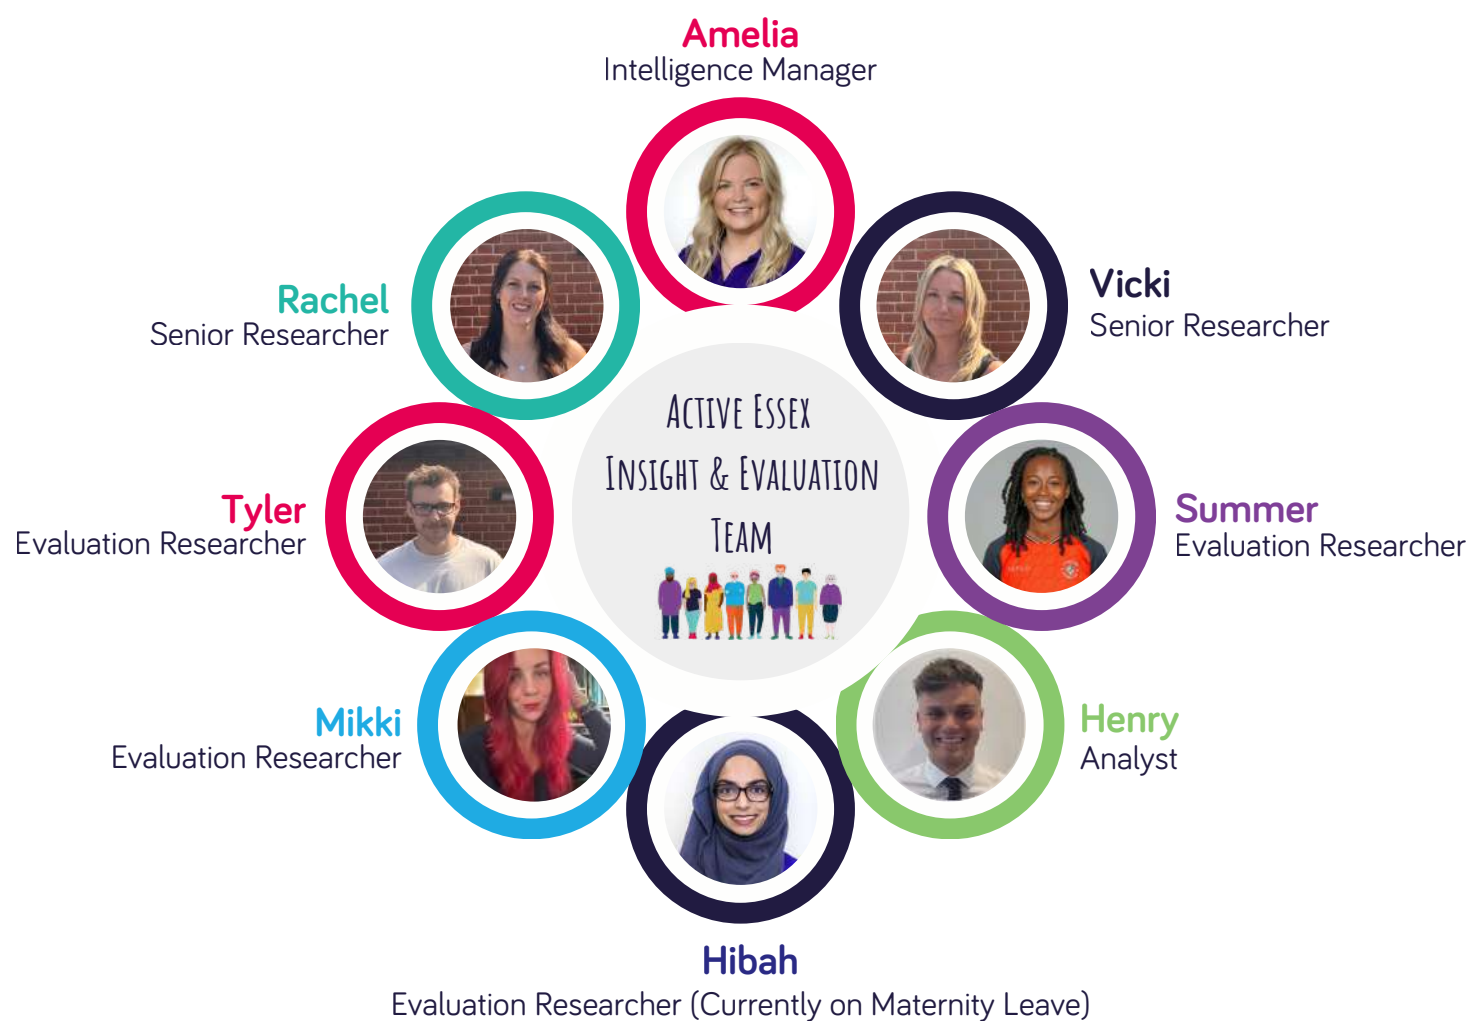 Amelia
Intelligence Manager
Rachel
Senior Researcher
Vicki
Senior Researcher
Active Essex
Insight & Evaluation
Team
Tyler
Evaluation Researcher
Summer
Evaluation Researcher
Mikki
Evaluation Researcher
Henry
Analyst
Hibah
Evaluation Researcher (Currently on Maternity Leave)